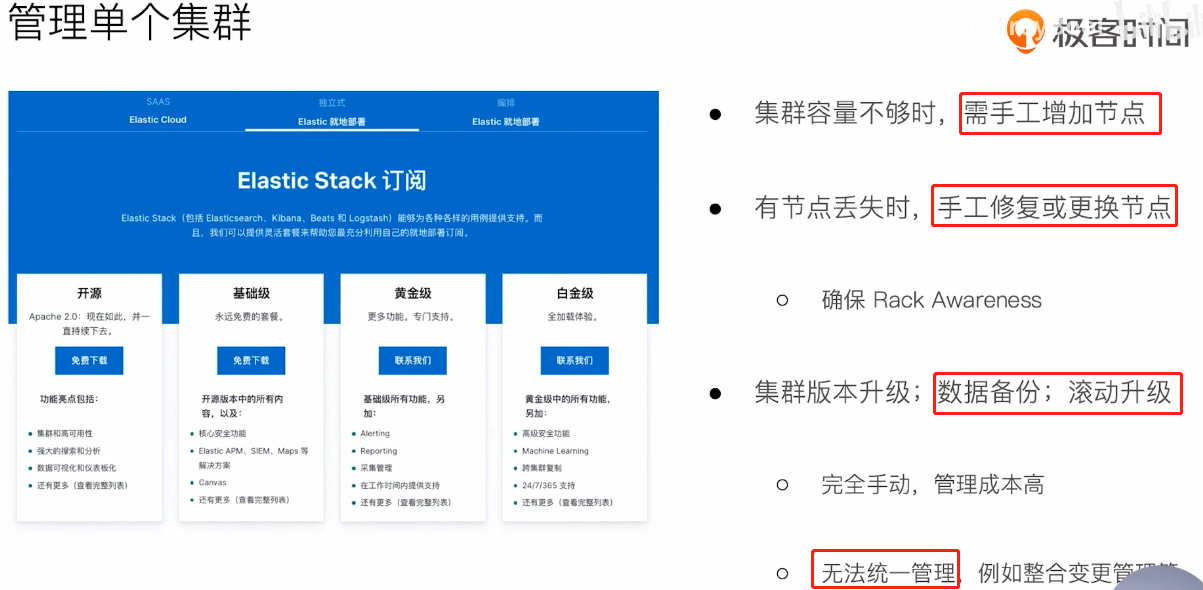 管理单个集群
极客时间
SAAS
Elastic Cloud
独立式
Elastic 就地部署
编排
Elastic 就地部署
Elastic Stack 订阅
Elastic Stack（包括 Elasticsearch、Kibana、Beats 和 Logstash）能够为各种各样的用例提供支持。而
且，我们可以提供灵活套餐来帮助您最充分利用自己的就地部署订阅。
开源
Apache 2.0：现在如此，并一
直持续下去。
免费下载
功能亮点包括：
集群和高可用性
强大的搜索和分析
数据可视化和仪表板化
还有更多（查看完整列表）
基础级
永远免费的套餐。
免费下载
开源版本中的所有内
容，以及：
核心安全功能
Elastic APM、SIEM、Maps 等
解决方案
Canvas
还有更多（查看完整列表）
黄金级
更多功能。专门支持。
联系我们
基础级所有功能，另
加：
Alerting
Reporting
采集管理
在工作时间内提供支持
还有更多（查看完整列表）
白金级
全加载体验。
联系我们
黄金级中的所有功能，
另加：
高级安全功能
Machine Learning
跨集群复制
24/7/365 支持
还有更多（查看完整列表）
集群容量不够时，需手工增加节点
有节点丢失时，手工修复或更换节点
确保 Rack Awareness
集群版本升级；数据备份；滚动升级
完全手动，管理成本高
无法统一管理，例如整合变更管理